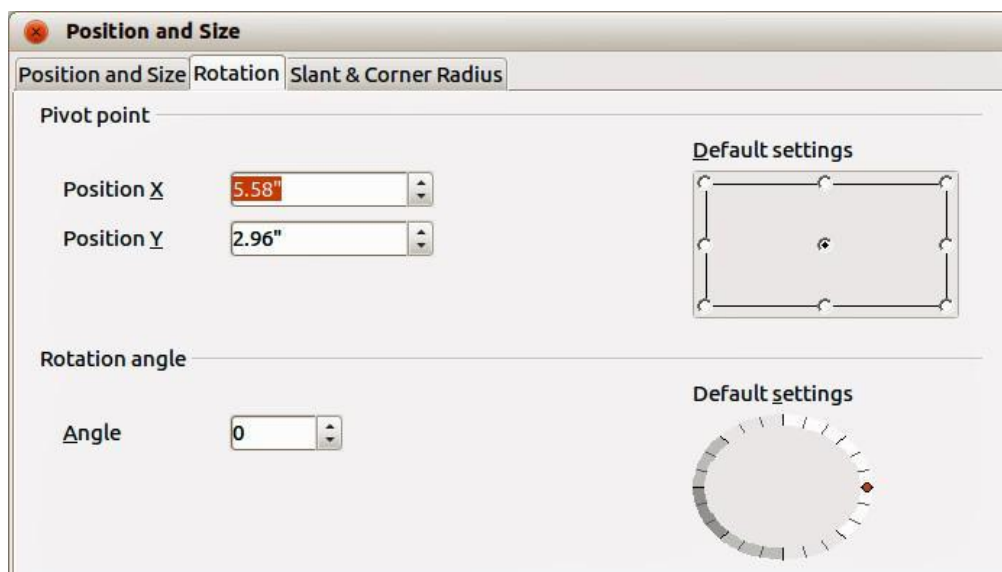 Position and Size
Position and Size Rotation Slant & Corner Radius
Pivot point
Default settings
Position X 5.58"
Position Y 2.96"
Rotation angle
Default settings
Angle 0